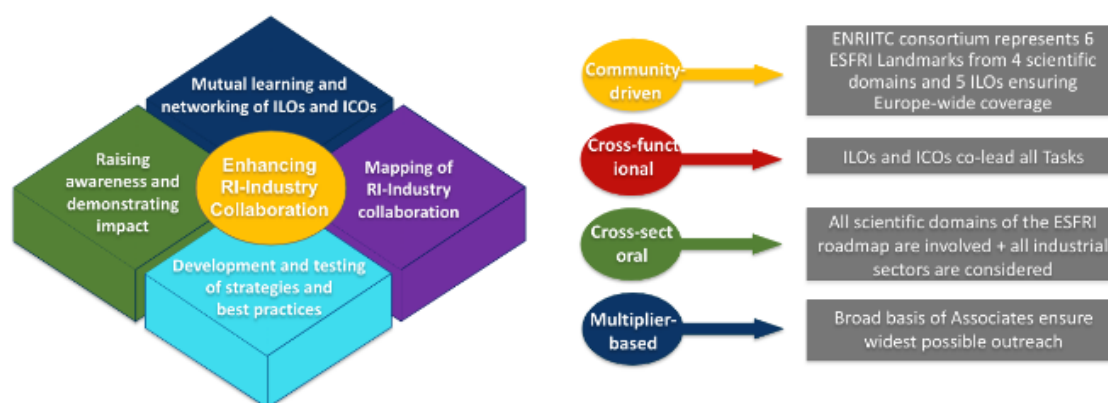 Mutual learning and
networking of ILOs and ICOs
Raising
awareness and
demonstrating
impact
Enhancing
RI-Industry
Collaboration
Mapping of
RI-Industry
collaboration
Development and testing
of strategies and
best practices
Community-
driven
ENRIITC consortium represents 6
ESFRI Landmarks from 4 scientific
domains and 5 ILOs ensuring
Europe-wide coverage
Cross-funct
ional
ILOs and ICOs co-lead all Tasks
Cross-sect
oral
All scientific domains of the ESFRI
roadmap are involved + all industrial
sectors are considered
Multiplier-
based
Broad basis of Associates ensure
widest possible outreach